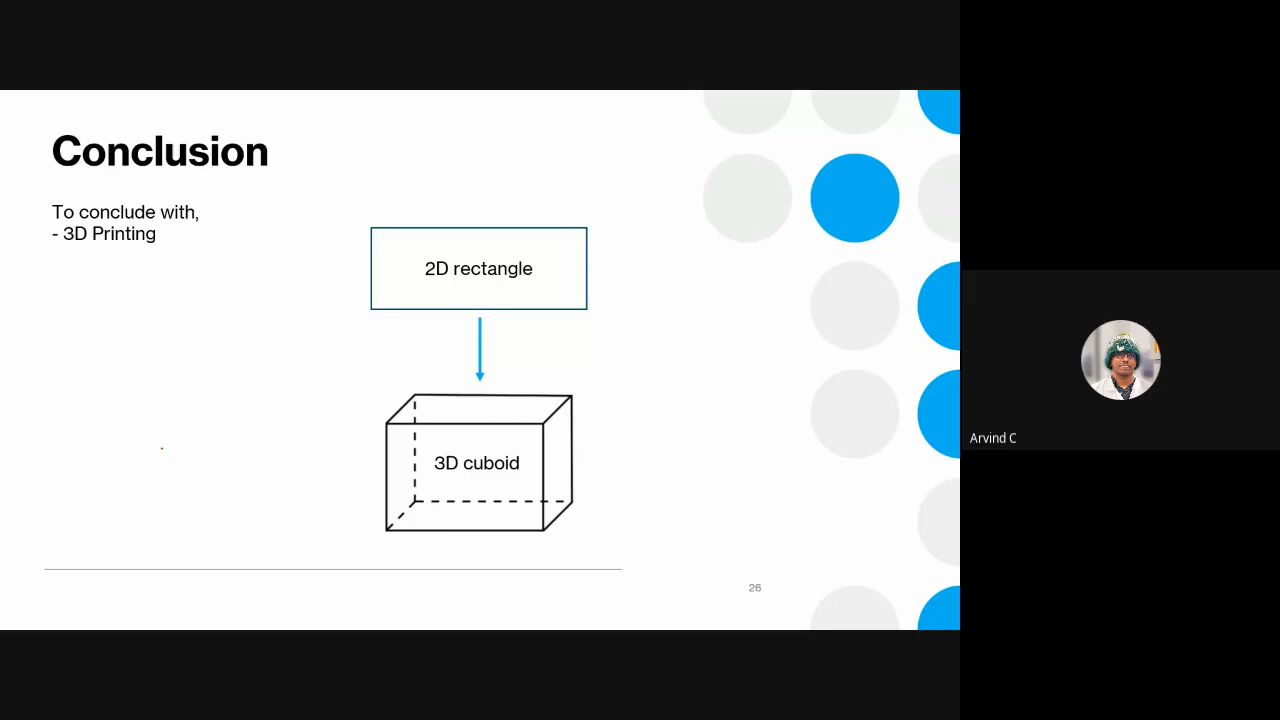 Conclusion
To conclude with,
- 3D Printing
2D rectangle
3D cuboid
26
Arvind C